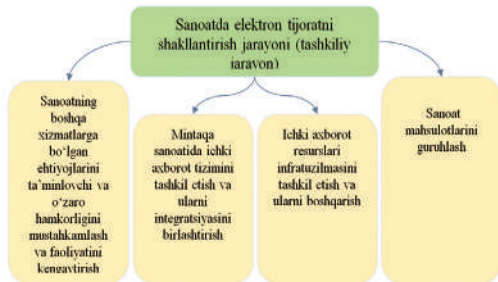 Sanoatda elektron tijoratni
shakllantirish jarayoni (tashkiliy
jarayon)
Sanoatning
boshqa
xizmatlarga
bo‘lgan
ehtiyojlarini
ta’minlovchi va
o‘zaro
hamkorligini
mustahkamlash
va faoliyatini
kengaytirish
Mintaqa
sanoatida ichki
axborot tizimini
tashkil etish va
ularni
integratsiyasini
birlashtirish
Ichki axborot
resurslari
infratuzilmasini
tashkil etish va
ularni boshqarish
Sanoat
mahsulotlarini
guruhlash